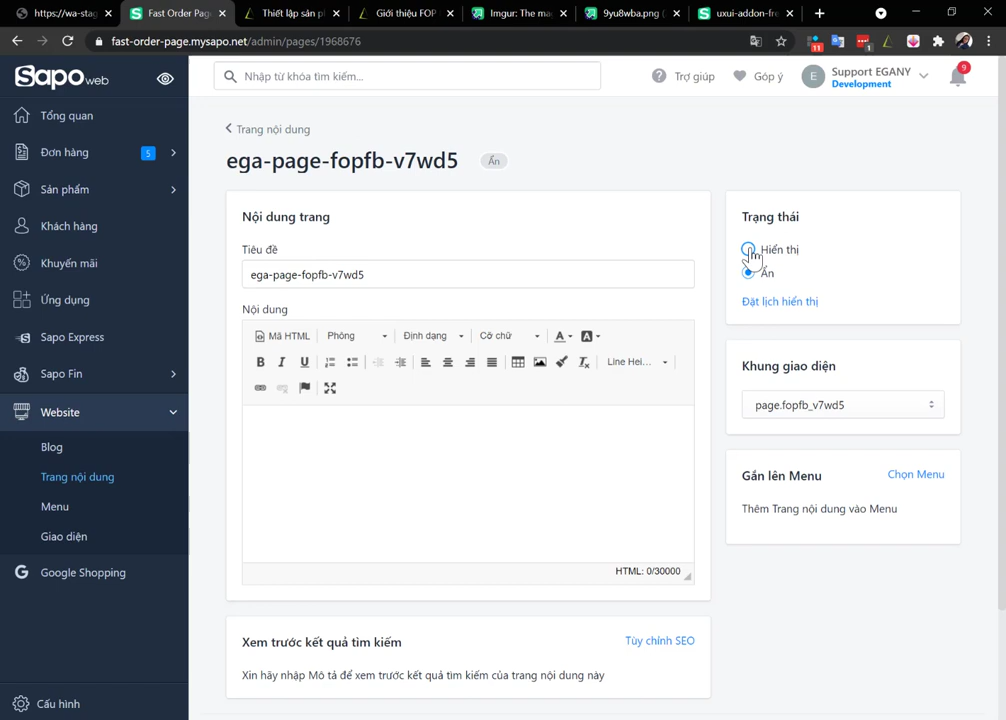 https://wa-stag
Fast Order Pag
Thiết lập sản p
Giới thiệu FOP
Imgur: The ma
9yu8wba.png (
uxui-addon-fre
fast-order-page.mysapo.net/admin/pages/1968676
11
1
Sapo web
Nhập từ khóa tìm kiếm...
Trợ giúp
Góp ý
E
Support EGANY
Development
9
Tổng quan
Đơn hàng
5
Sản phẩm
Khách hàng
Khuyến mãi
Ứng dụng
Sapo Express
Sapo Fin
Website
Blog
Trang nội dung
Menu
Giao diện
Google Shopping
Cấu hình
Trang nội dung
ega-page-fopfb-v7wd5
Ẩn
Nội dung trang
Tiêu đề
ega-page-fopfb-v7wd5
Nội dung
Mã HTML
Phông
Định dạng
Cỡ chữ
Line Hei...
HTML: 0/30000
Xem trước kết quả tìm kiếm
Tùy chỉnh SEO
Xin hãy nhập Mô tả để xem trước kết quả tìm kiếm của trang nội dung này
Trạng thái
Hiển thị
Ẩn
Đặt lịch hiển thị
Khung giao diện
page.fopfb_v7wd5
Gắn lên Menu
Chọn Menu
Thêm Trang nội dung vào Menu